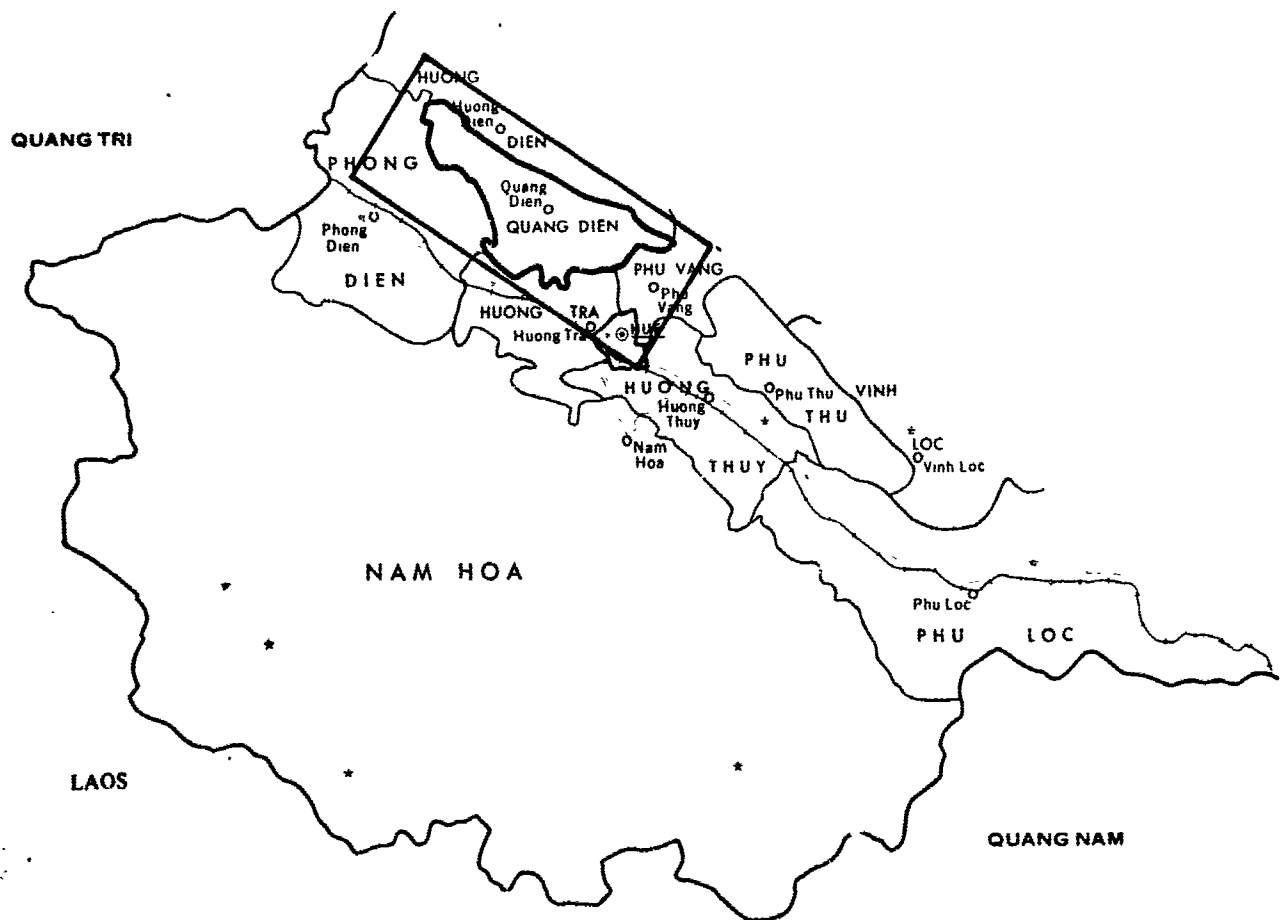 HUONG
Huong
Dien
DIEN
QUANG TRI
PHONG
Quang
Dien
QUANG DIEN
Phong
Dien
DIEN
PHU VANG
Phu
Vang
HUONG TRA
Huong Tra
HUE
PHU
Phu Thu
VINH
THU
HUONG
Huong
Thuy
LOC
Vinh Loc
Nam
Hoa
THUY
NAM HOA
Phu Loc
PHU LOC
LAOS
QUANG NAM